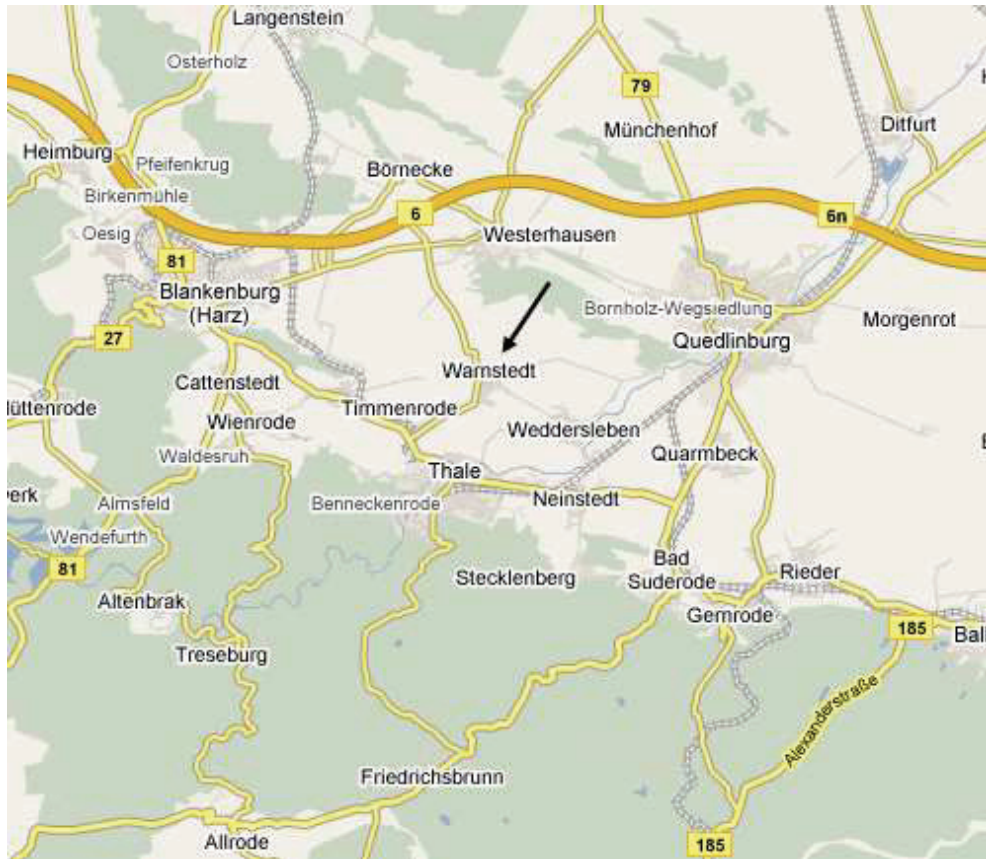 Langenstein
Osterholz
79
Ditfurt
Münchenhof
Heimburg
Pfeifenkrug
Börnecke
Birkenmühle
6
6n
Oesig
Westerhausen
81
Blankenburg
(Harz)
Bornholz-Wegsiedlung
Morgenrot
27
Quedlinburg
Warnstedt
Cattenstedt
Hüttenrode
Timmenrode
Wienrode
Weddersleben
Waldesruh
Quarmbeck
Thale
werk
Almsfeld
Benneckenrode
Neinstedt
Wendefurth
81
Bad
Suderode
Stecklenberg
Rieder
Altenbrak
Gernrode
185
Ball
Treseburg
Alexanderstraße
Friedrichsbrunn
Allrode
185